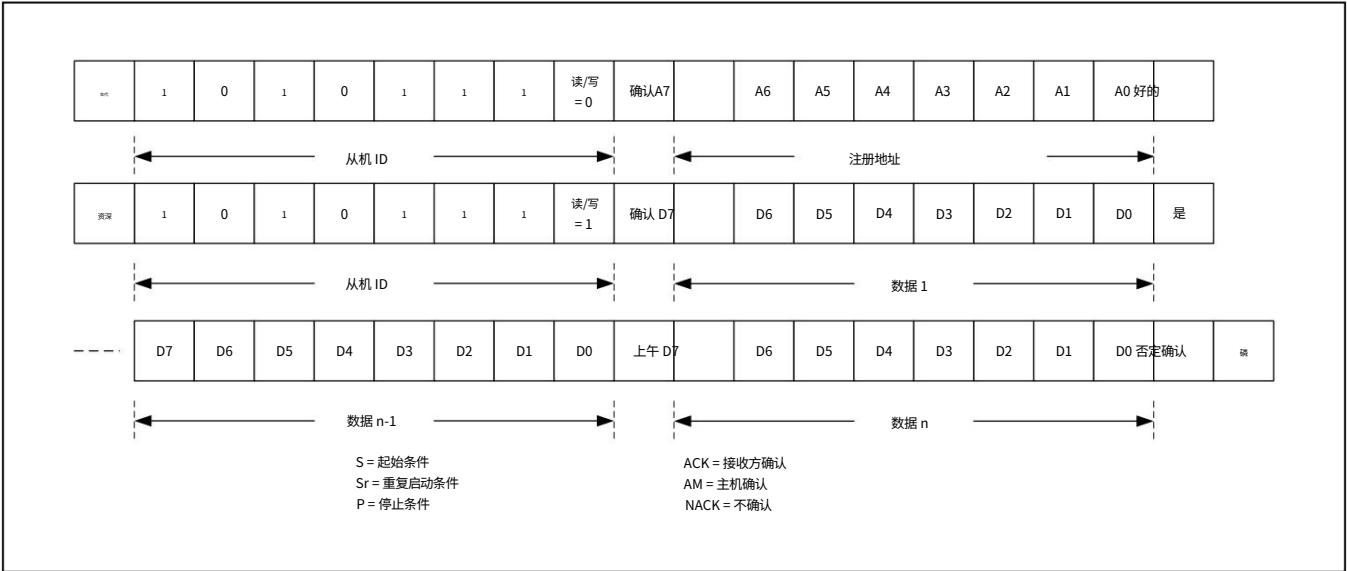 1 0 1 0 1 1 1 读/写 = 0 确认A7 A6 A5 A4 A3 A2 A1 A0 好的
从机 ID 注册地址
资深 1 0 1 0 1 1 1 读/写 = 1 确认 D7 D6 D5 D4 D3 D2 D1 D0 是
从机 ID 数据 1
D7 D6 D5 D4 D3 D2 D1 D0 上午 D7 D6 D5 D4 D3 D2 D1 D0 否定确认 磷
数据 n-1 数据 n
S = 起始条件 ACK = 接收方确认
Sr = 重复启动条件 AM = 主机确认
P = 停止条件 NACK = 不确认